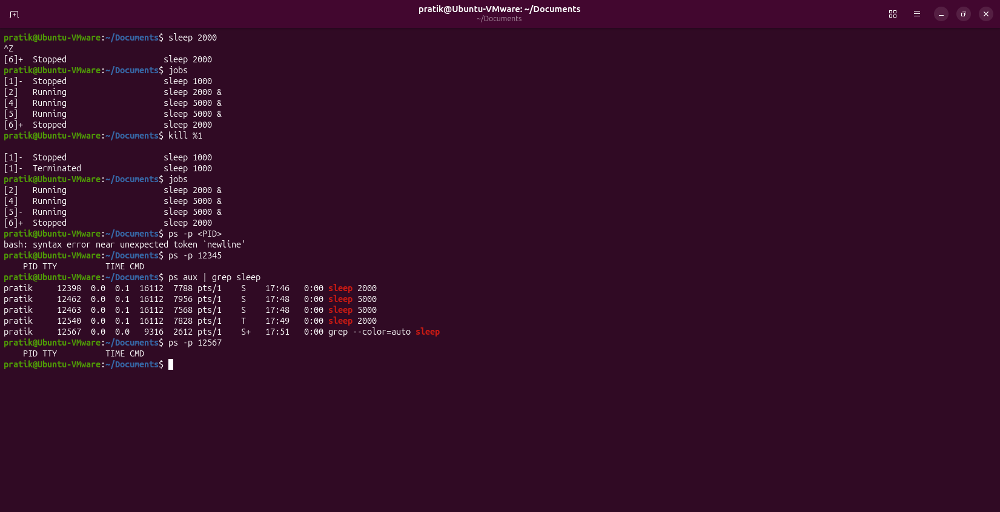 pratik@Ubuntu-VMware: ~/Documents
~/Documents
pratik@Ubuntu-VMware:~/Documents$ sleep 2000
^Z
[6]+  Stopped                    sleep 2000
pratik@Ubuntu-VMware:~/Documents$ jobs
[1]-  Stopped                    sleep 1000
[2]   Running                    sleep 2000 &
[4]   Running                    sleep 5000 &
[5]   Running                    sleep 5000 &
[6]+  Stopped                    sleep 2000
pratik@Ubuntu-VMware:~/Documents$ kill %1

[1]-  Stopped                    sleep 1000
[1]-  Terminated                 sleep 1000
pratik@Ubuntu-VMware:~/Documents$ jobs
[2]   Running                    sleep 2000 &
[4]   Running                    sleep 5000 &
[5]-  Running                    sleep 5000 &
[6]+  Stopped                    sleep 2000
pratik@Ubuntu-VMware:~/Documents$ ps -p <PID>
bash: syntax error near unexpected token `newline'
pratik@Ubuntu-VMware:~/Documents$ ps -p 12345
    PID TTY          TIME CMD
pratik@Ubuntu-VMware:~/Documents$ ps aux | grep sleep
pratik     12398  0.0  0.1  16112  7788 pts/1    S    17:46   0:00 sleep 2000
pratik     12462  0.0  0.1  16112  7956 pts/1    S    17:48   0:00 sleep 5000
pratik     12463  0.0  0.1  16112  7568 pts/1    S    17:48   0:00 sleep 5000
pratik     12540  0.0  0.1  16112  7828 pts/1    T    17:49   0:00 sleep 2000
pratik     12567  0.0  0.0   9316  2612 pts/1    S+   17:51   0:00 grep --color=auto sleep
pratik@Ubuntu-VMware:~/Documents$ ps -p 12567
    PID TTY          TIME CMD
pratik@Ubuntu-VMware:~/Documents$